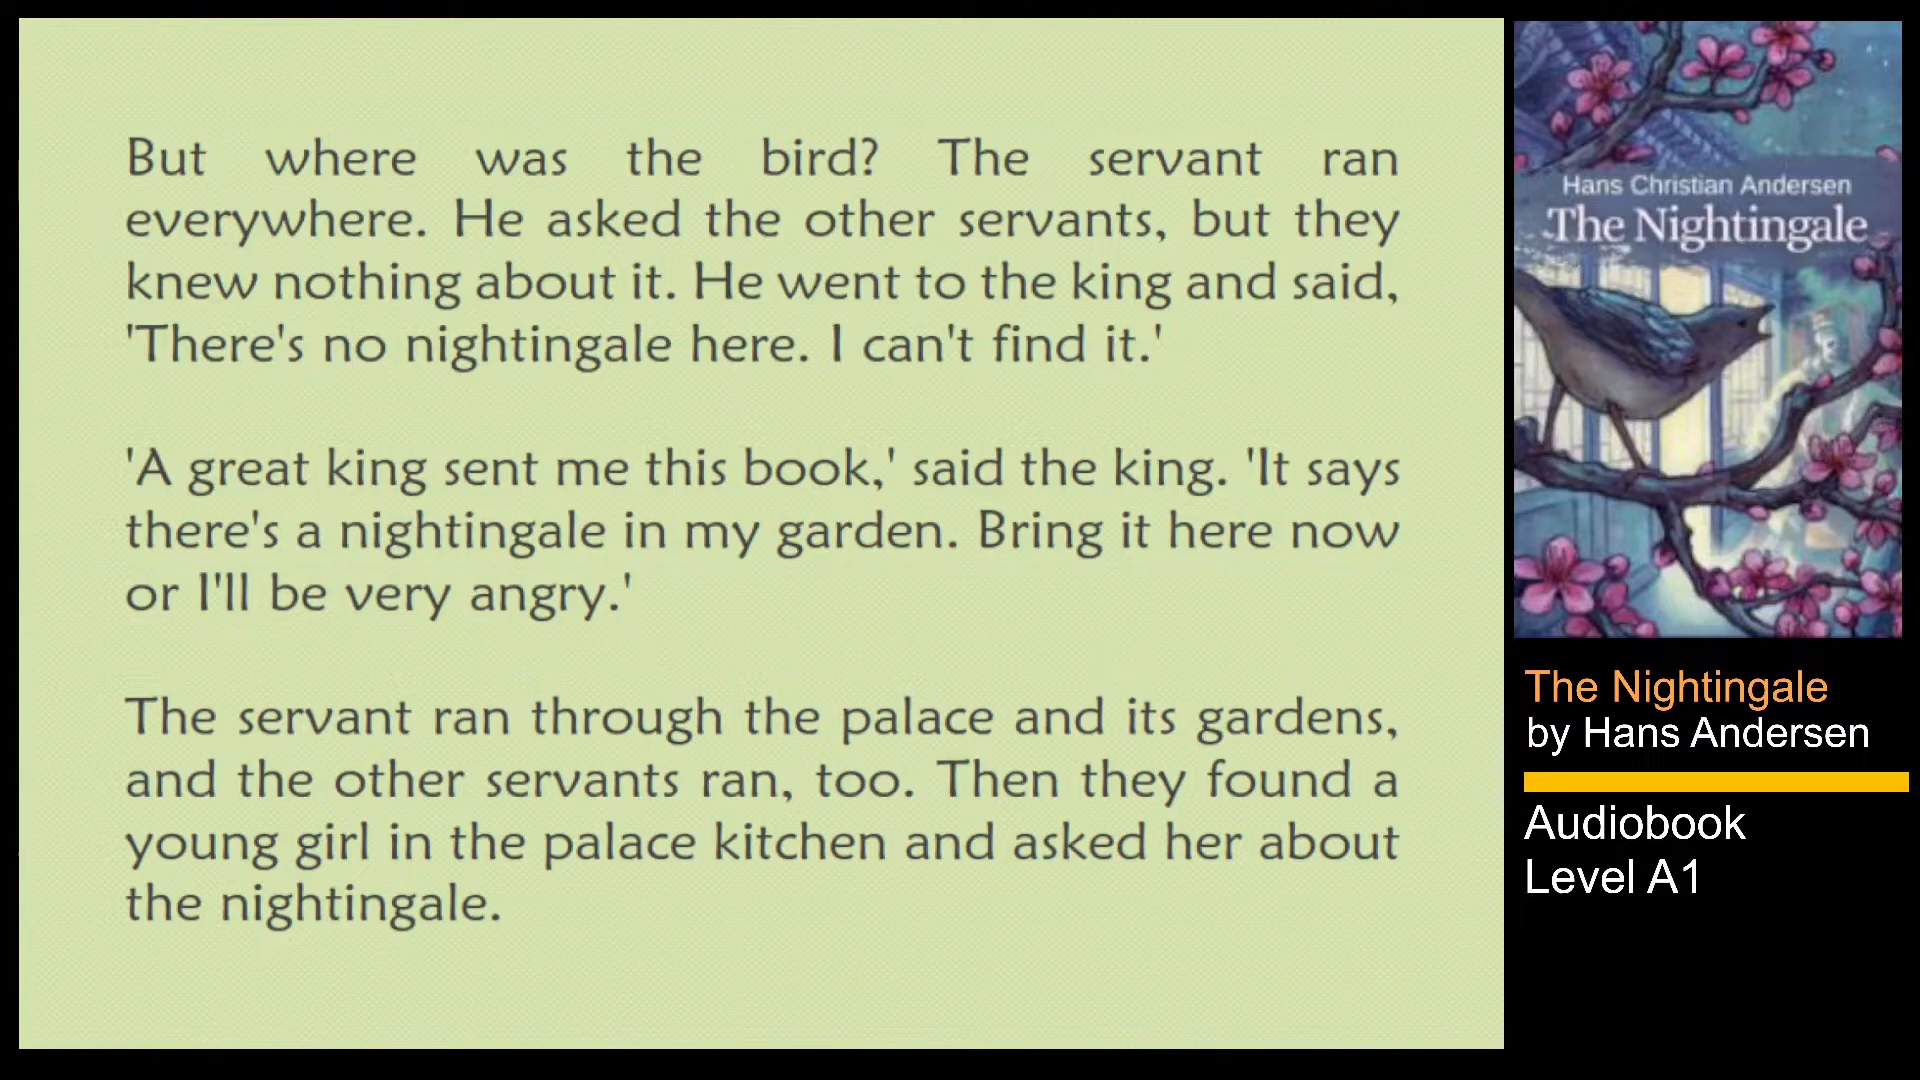 But where was the bird? The servant ran
everywhere. He asked the other servants, but they
knew nothing about it. He went to the king and said,
'There's no nightingale here. I can't find it.'
'A great king sent me this book,' said the king. 'It says
there's a nightingale in my garden. Bring it here now
or I'll be very angry.'
The servant ran through the palace and its gardens,
and the other servants ran, too. Then they found a
young girl in the palace kitchen and asked her about
the nightingale.
Hans Christian Andersen
The Nightingale
The Nightingale
by Hans Andersen
Audiobook
Level A1